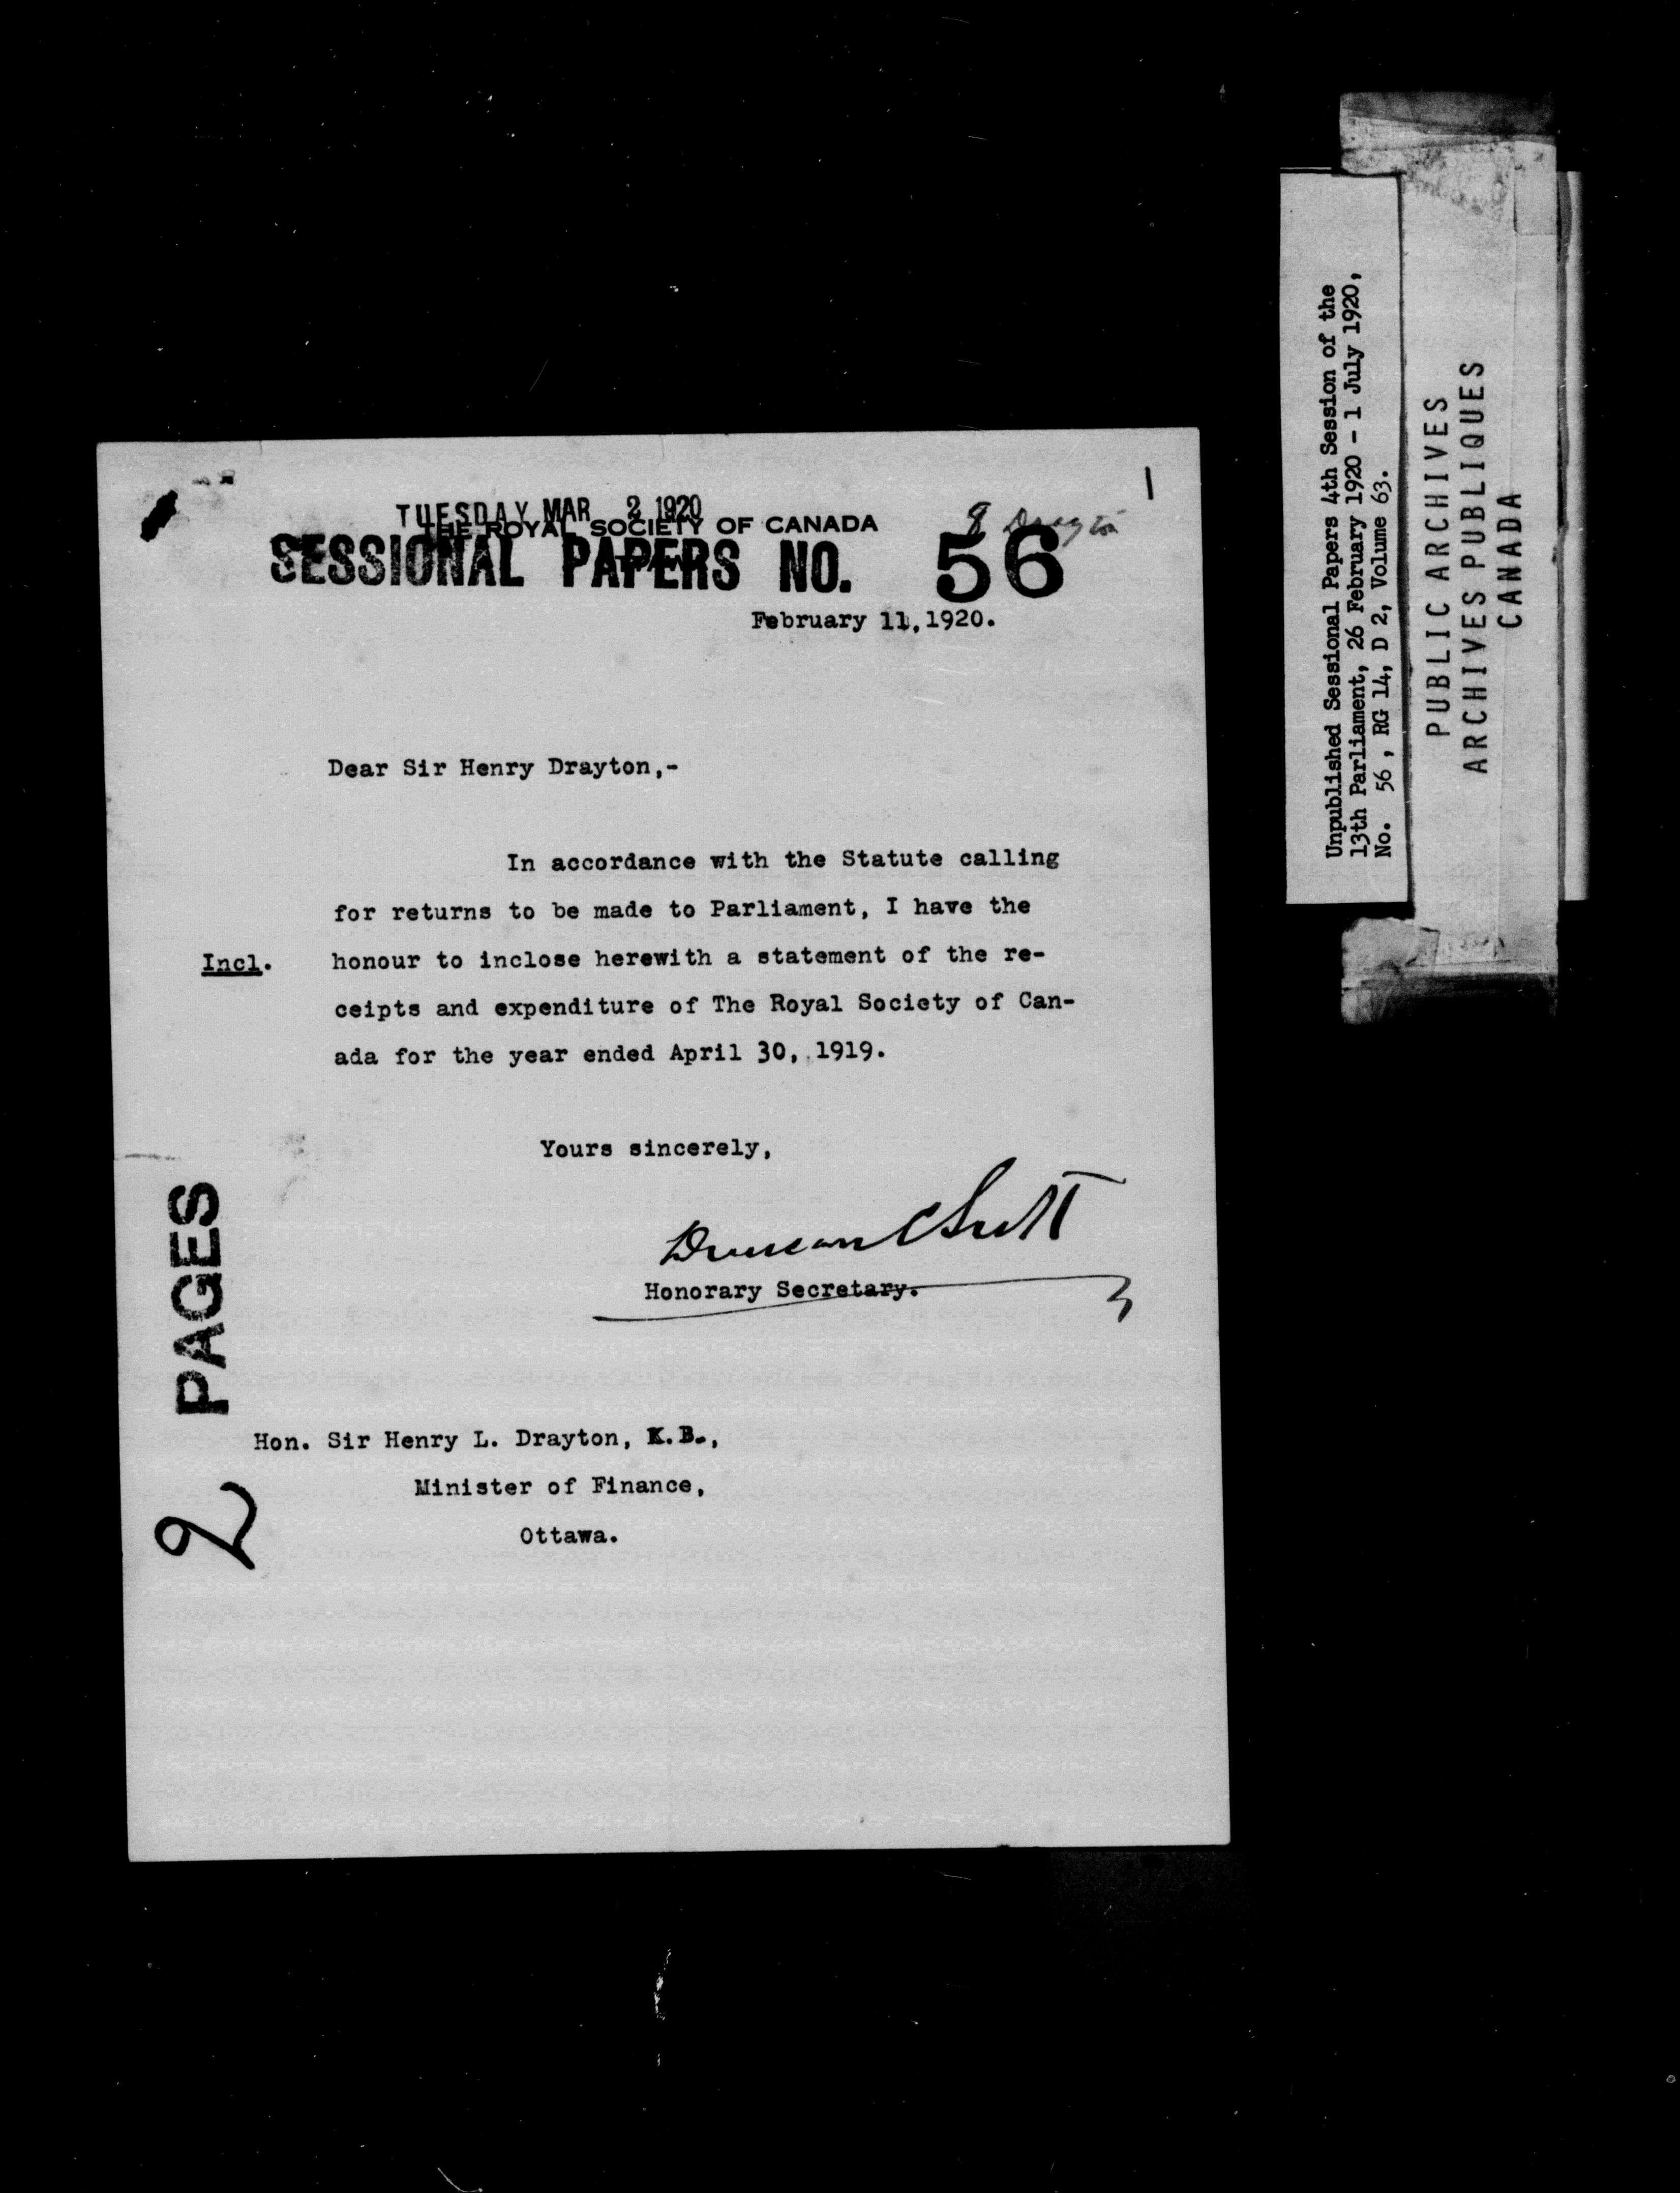 1
TUESDAY MAR 2 1920
THE ROYAL SOCIETY OF CANADA
8 Drayton
SESSIONAL PAPERS NO. 56
February 11, 1920.
Dear Sir Henry Drayton,-
In accordance with the Statute calling
for returns to be made to Parliament, I have the
Incl. honour to inclose herewith a statement of the re-
ceipts and expenditure of The Royal Society of Can-
ada for the year ended April 30, 1919.
Yours sincerely,
Duncan C Scott
Honorary Secretary.
Hon. Sir Henry L. Drayton, K.B.,
Minister of Finance,
Ottawa.
2 PAGES
Unpublished Sessional Papers 4th Session of the
13th Parliament, 26 February 1920 - 1 July 1920,
No. 56, RG 14, D 2, Volume 63.
PUBLIC ARCHIVES
ARCHIVES PUBLIQUES
CANADA